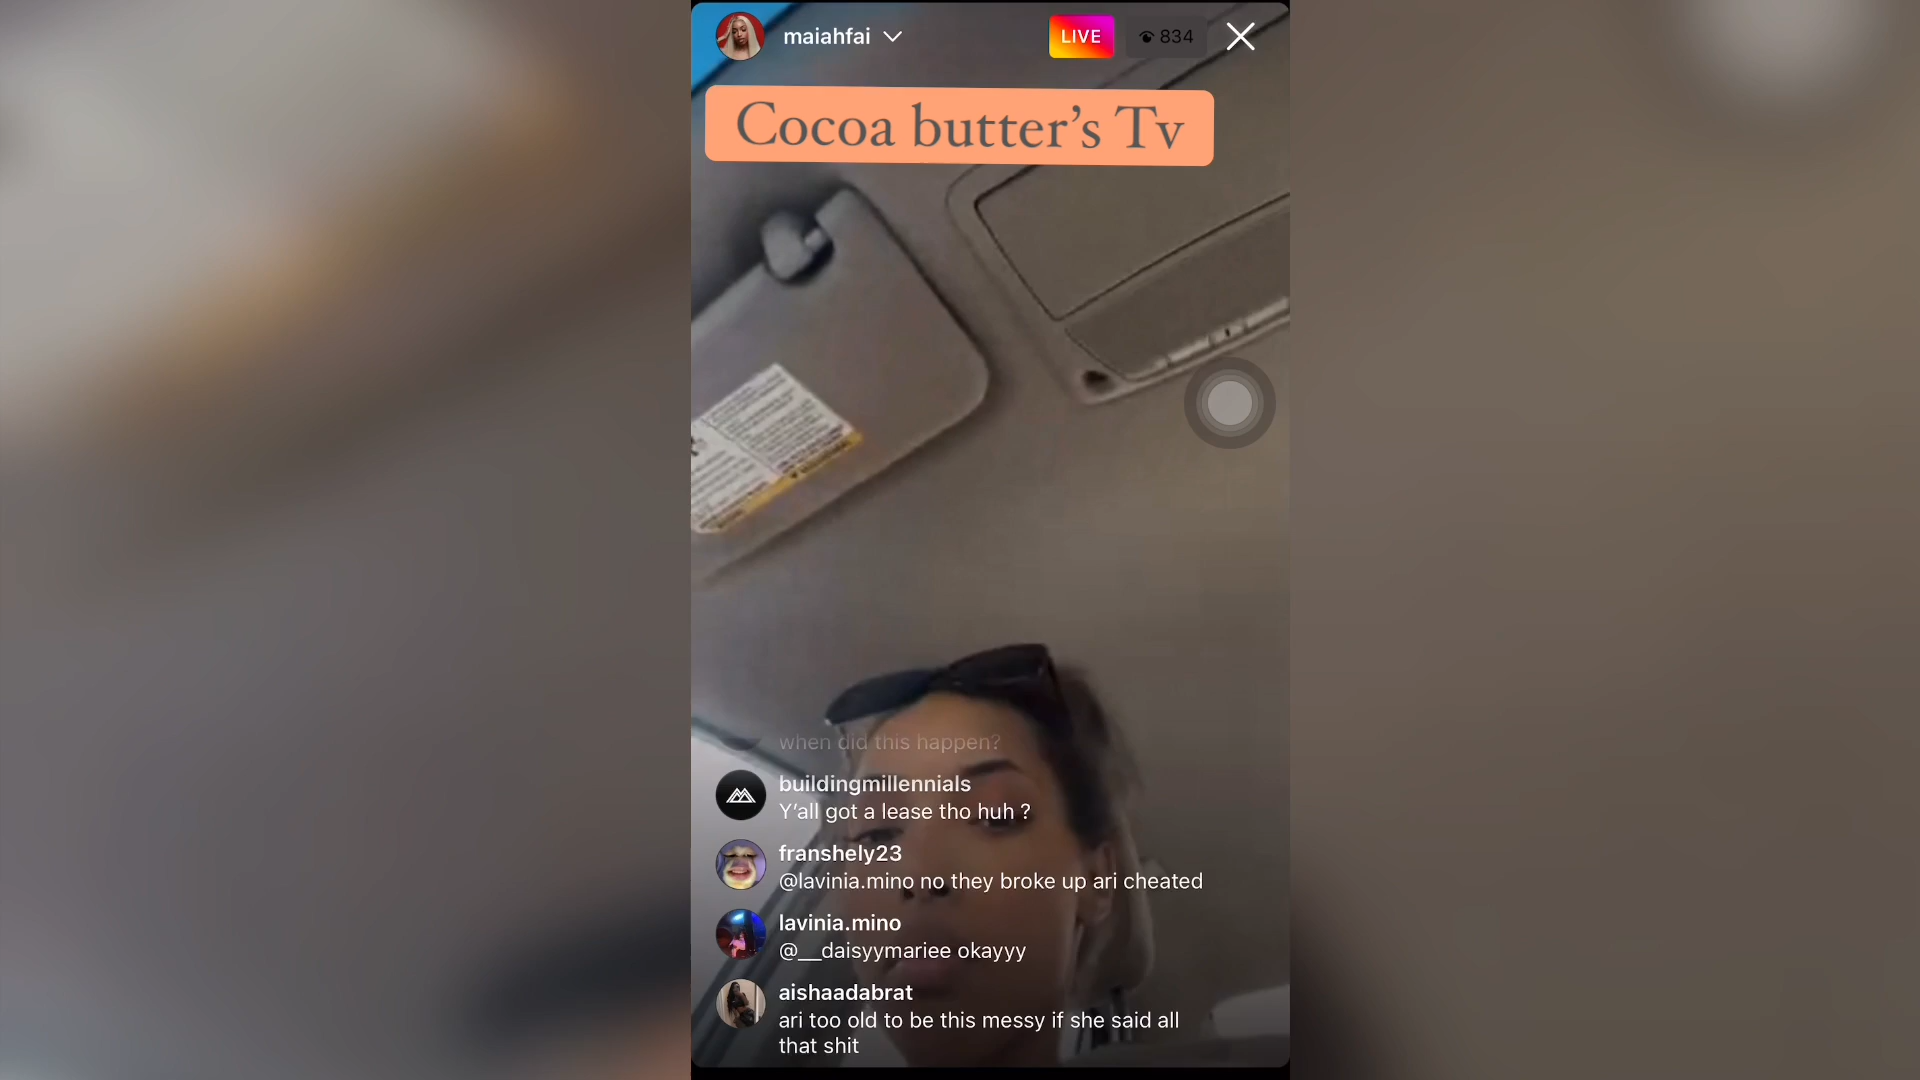 maiahfai
LIVE
834
Cocoa butter’s Tv
when did this happen?
buildingmillennials
Y’all got a lease tho huh ?
franshely23
@lavinia.mino no they broke up ari cheated
lavinia.mino
@__daisyymariee okayyy
aishaadabrat
ari too old to be this messy if she said all
that shit